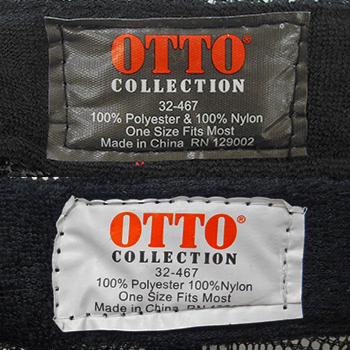 OTTO®
COLLECTION
32-467
100% Polyester & 100% Nylon
One Size Fits Most
Made in China RN 129002
OTTO®
COLLECTION
32-467
100% Polyester 100%Nylon
One Size Fits Most
Made in China RN